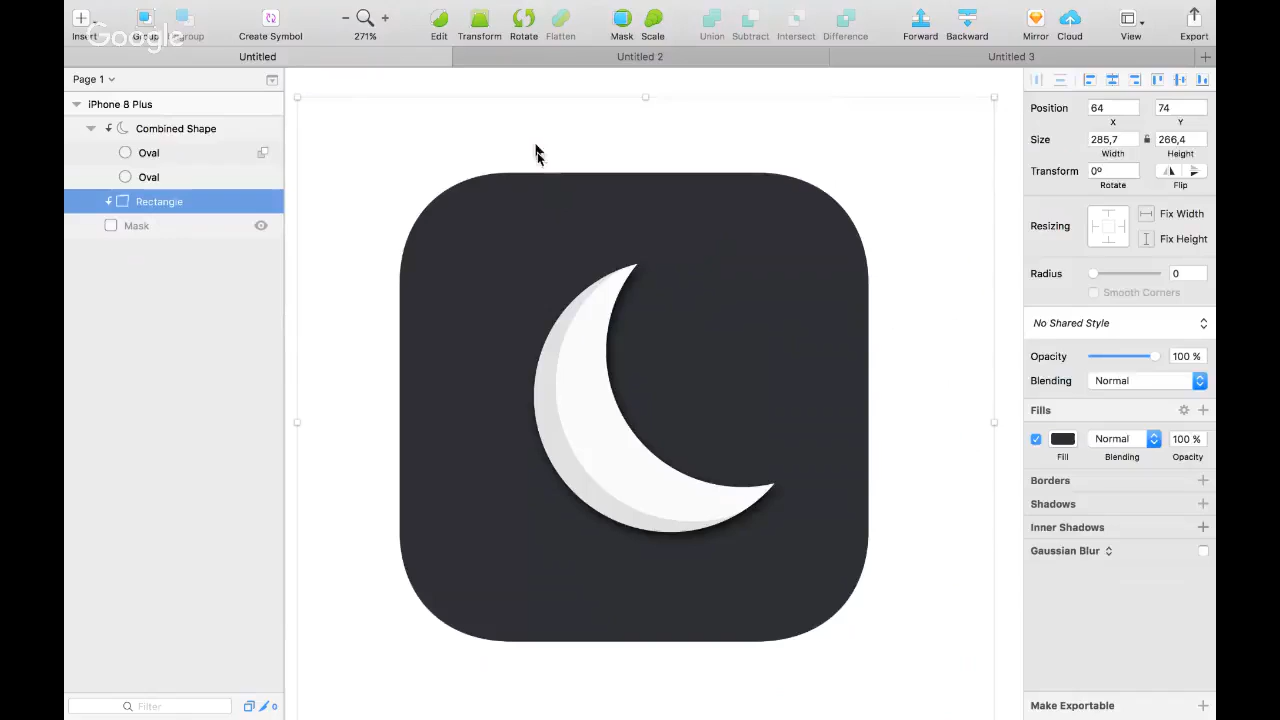 Insert Group Ungroup Create Symbol 271% Edit Transform Rotate Flatten Mask Scale Union Subtract Intersect Difference Forward Backward Mirror Cloud View Export
Google
Untitled Untitled 2 Untitled 3
Page 1
iPhone 8 Plus
Combined Shape
Oval
Oval
Rectangle
Mask
Filter 0
Position 64 74
X Y
Size 285,7 266,4
Width Height
Transform 0º
Rotate Flip
Resizing Fix Width
Fix Height
Radius 0
Smooth Corners
No Shared Style
Opacity 100 %
Blending Normal
Fills
Normal 100 %
Fill Blending Opacity
Borders
Shadows
Inner Shadows
Gaussian Blur
Make Exportable